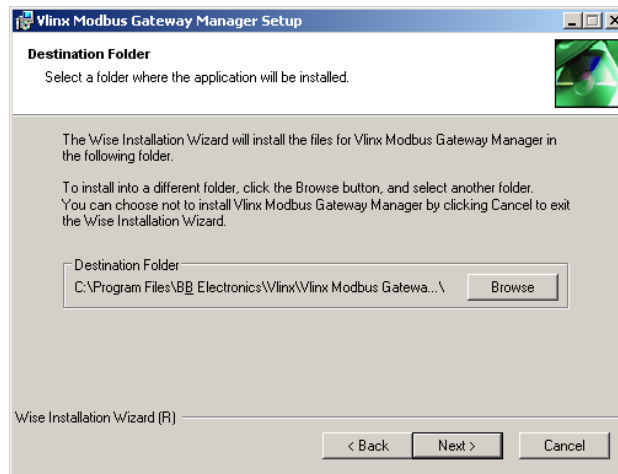 Vlinx Modbus Gateway Manager Setup
Destination Folder
Select a folder where the application will be installed.
The Wise Installation Wizard will install the files for Vlinx Modbus Gateway Manager in
the following folder.
To install into a different folder, click the Browse button, and select another folder.
You can choose not to install Vlinx Modbus Gateway Manager by clicking Cancel to exit
the Wise Installation Wizard.
Destination Folder
C:\Program Files\BB Electronics\Vlinx\Vlinx Modbus Gatewa...\
Browse
Wise Installation Wizard (R)
< Back
Next >
Cancel